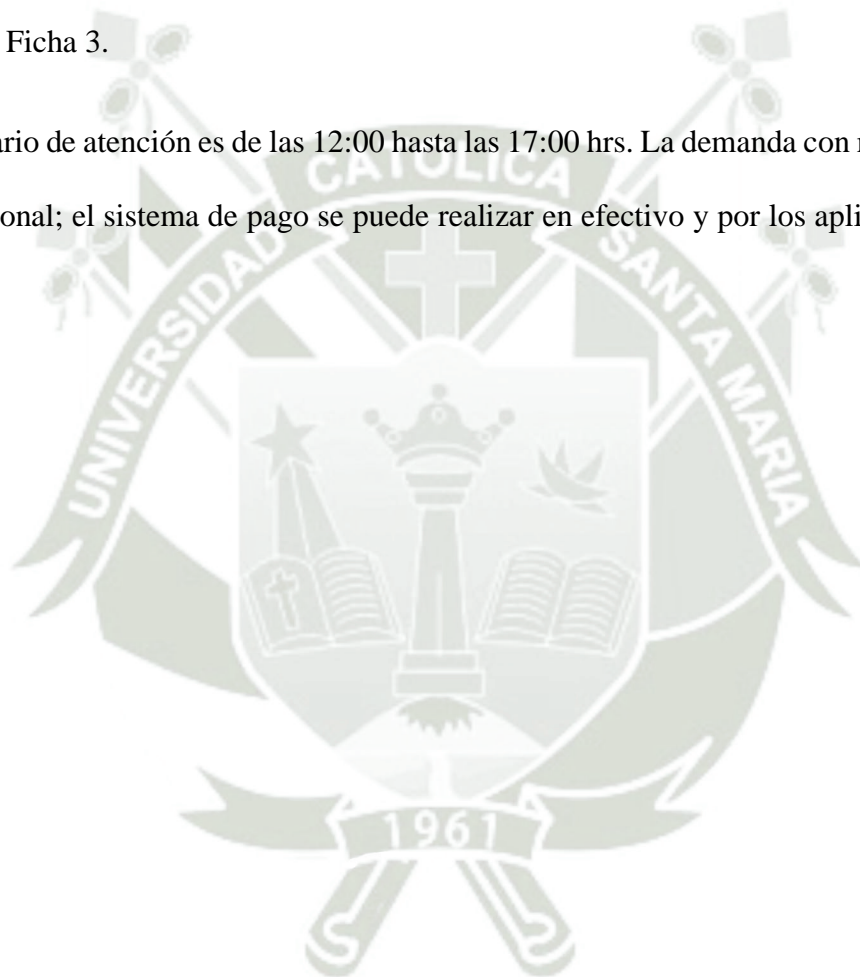 Ficha 3.
ario de atención es de las 12:00 hasta las 17:00 hrs. La demanda con
onal; el sistema de pago se puede realizar en efectivo y por los apli
UNIVERSIDAD CATOLICA SANTA MARIA
1961